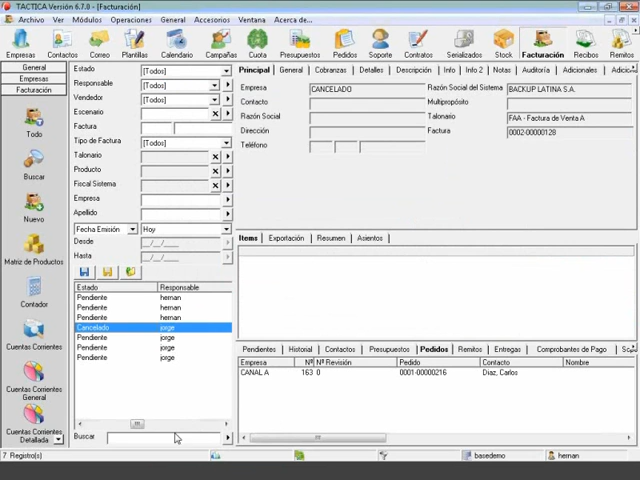 TACTICA Versión 6.7.0 - [Facturación]
Archivo Ver Módulos Operaciones General Accesorios Ventana Acerca de...
Empresas Contactos Correo Plantillas Calendario Campañas Cuota Presupuestos Pedidos Soporte Contratos Serializados Stock Facturación Recibos Remitos
General
Empresas
Facturación
Todo
Buscar
Nuevo
Matriz de Productos
Contador
Cuentas Corrientes
Cuentas Corrientes General
Cuentas Corrientes Detallada
Estado [Todos]
Responsable [Todos]
Vendedor [Todos]
Escenario
Factura
Tipo de Factura [Todos]
Talonario
Producto
Fiscal Sistema
Empresa
Apellido
Fecha Emisión Hoy
Desde __/__/____
Hasta __/__/____
Estado Responsable
Pendiente hernan
Pendiente hernan
Pendiente hernan
Cancelado jorge
Pendiente jorge
Pendiente jorge
Pendiente jorge
Buscar
Principal General Cobranzas Detalles Descripción Info Info 2 Notas Auditoría Adicionales
Empresa CANCELADO Razón Social del Sistema BACKUP LATINA S.A.
Contacto Multipropósito
Razón Social Talonario FAA - Factura de Venta A
Dirección Factura 0002-00000128
Teléfono
Items Exportación Resumen Asientos
Pendientes Historial Contactos Presupuestos Pedidos Remitos Entregas Comprobantes de Pago
Empresa Nº Nº Revisión Pedido Contacto Nombre
CANAL A 163 0 0001-00000216 Diaz, Carlos
7 Registro(s) basedemo hernan